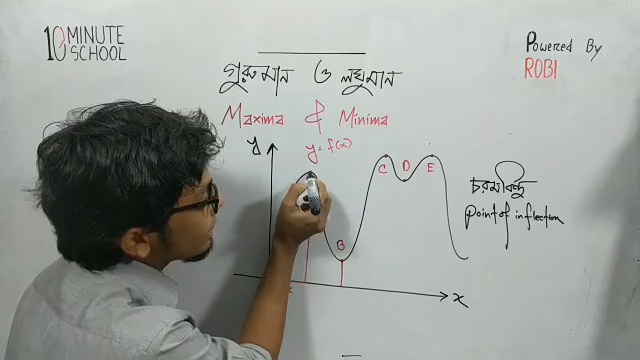 10 MINUTE SCHOOL
Powered By
ROBI
গুরুমান ও লঘুমান
Maxima & Minima
y
y = f(x)
C D E
B
চরমবিন্দু
point of inflection
x